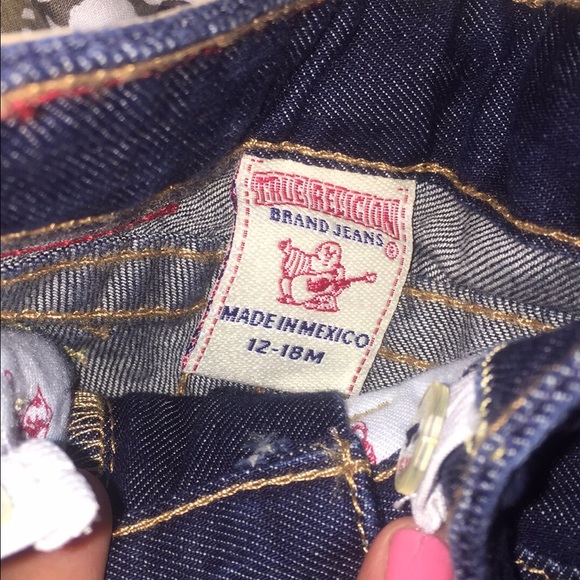 TRUE RELIGION
BRAND JEANS®
MADE IN MEXICO
12-18M